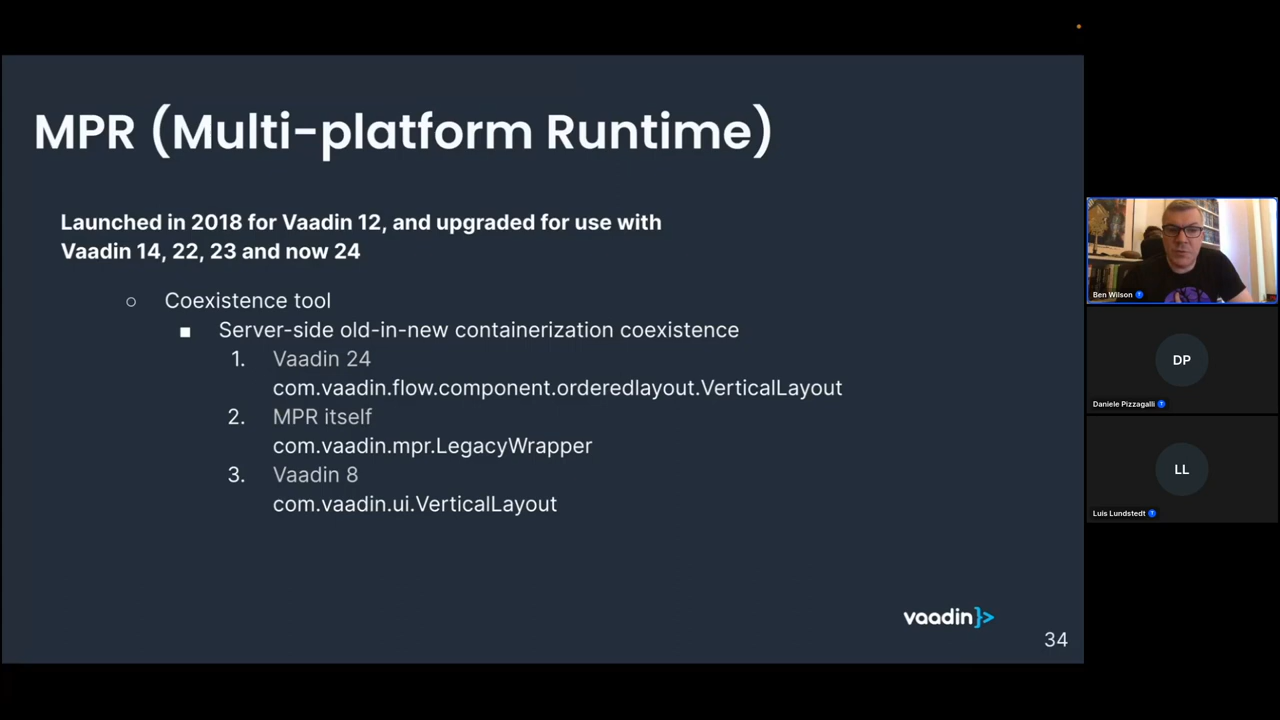 MPR (Multi-platform Runtime)
Launched in 2018 for Vaadin 12, and upgraded for use with
Vaadin 14, 22, 23 and now 24
○ Coexistence tool
■ Server-side old-in-new containerization coexistence
1. Vaadin 24
com.vaadin.flow.component.orderedlayout.VerticalLayout
2. MPR itself
com.vaadin.mpr.LegacyWrapper
3. Vaadin 8
com.vaadin.ui.VerticalLayout
vaadin}>
34
Ben Wilson
DP
Daniele Pizzagalli
LL
Luis Lundstedt